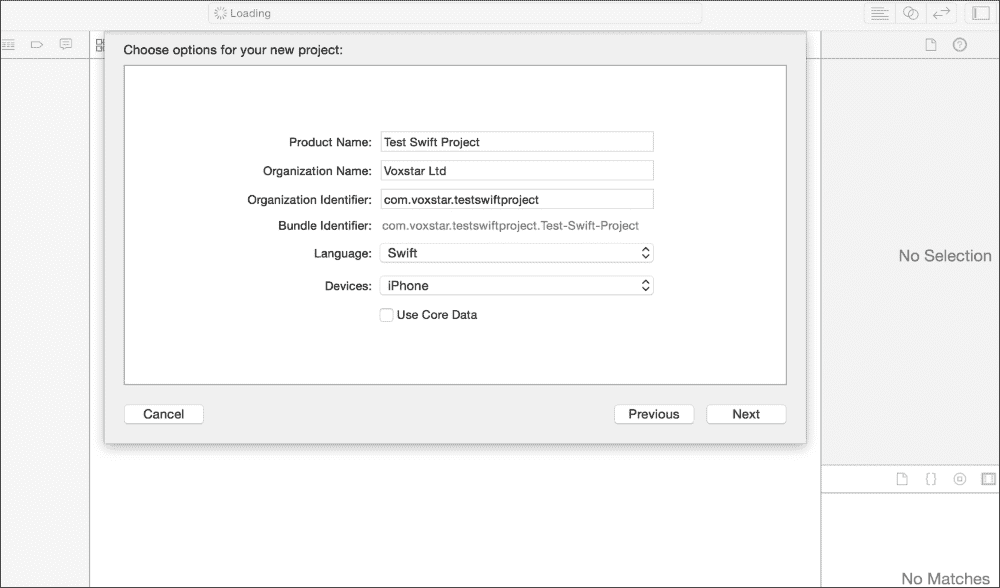 Loading
Choose options for your new project:
Product Name: Test Swift Project
Organization Name: Voxstar Ltd
Organization Identifier: com.voxstar.testswiftproject
Bundle Identifier: com.voxstar.testswiftproject.Test-Swift-Project
Language: Swift
Devices: iPhone
Use Core Data
Cancel Previous Next
No Selection
No Matches